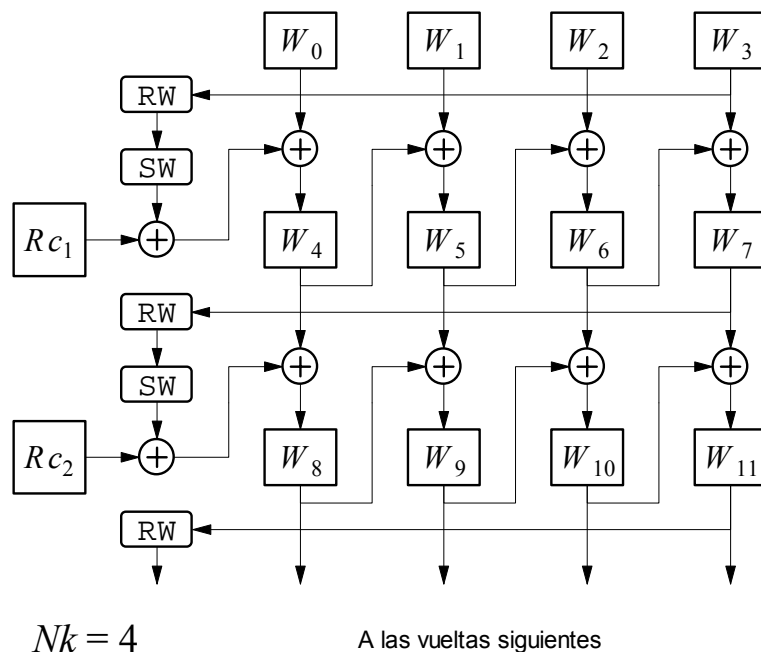 W0 W1 W2 W3
RW
SW
Rc1 W4 W5 W6 W7
RW
SW
Rc2 W8 W9 W10 W11
RW
Nk = 4 A las vueltas siguientes